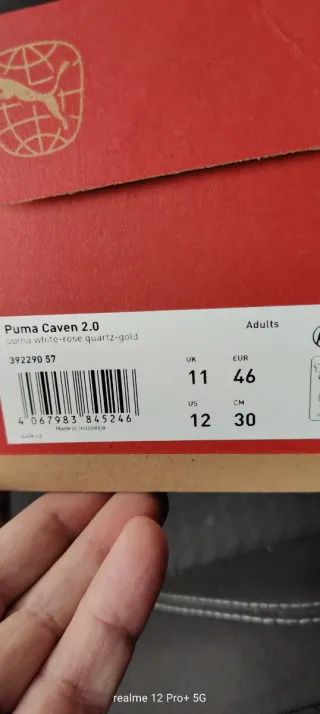 Puma Caven 2.0
Adults
puma white-rose quartz-gold
392290 57
UK EUR
11 46
US CM
12 30
4 067983 845246
Made in Indonesia
realme 12 Pro+ 5G